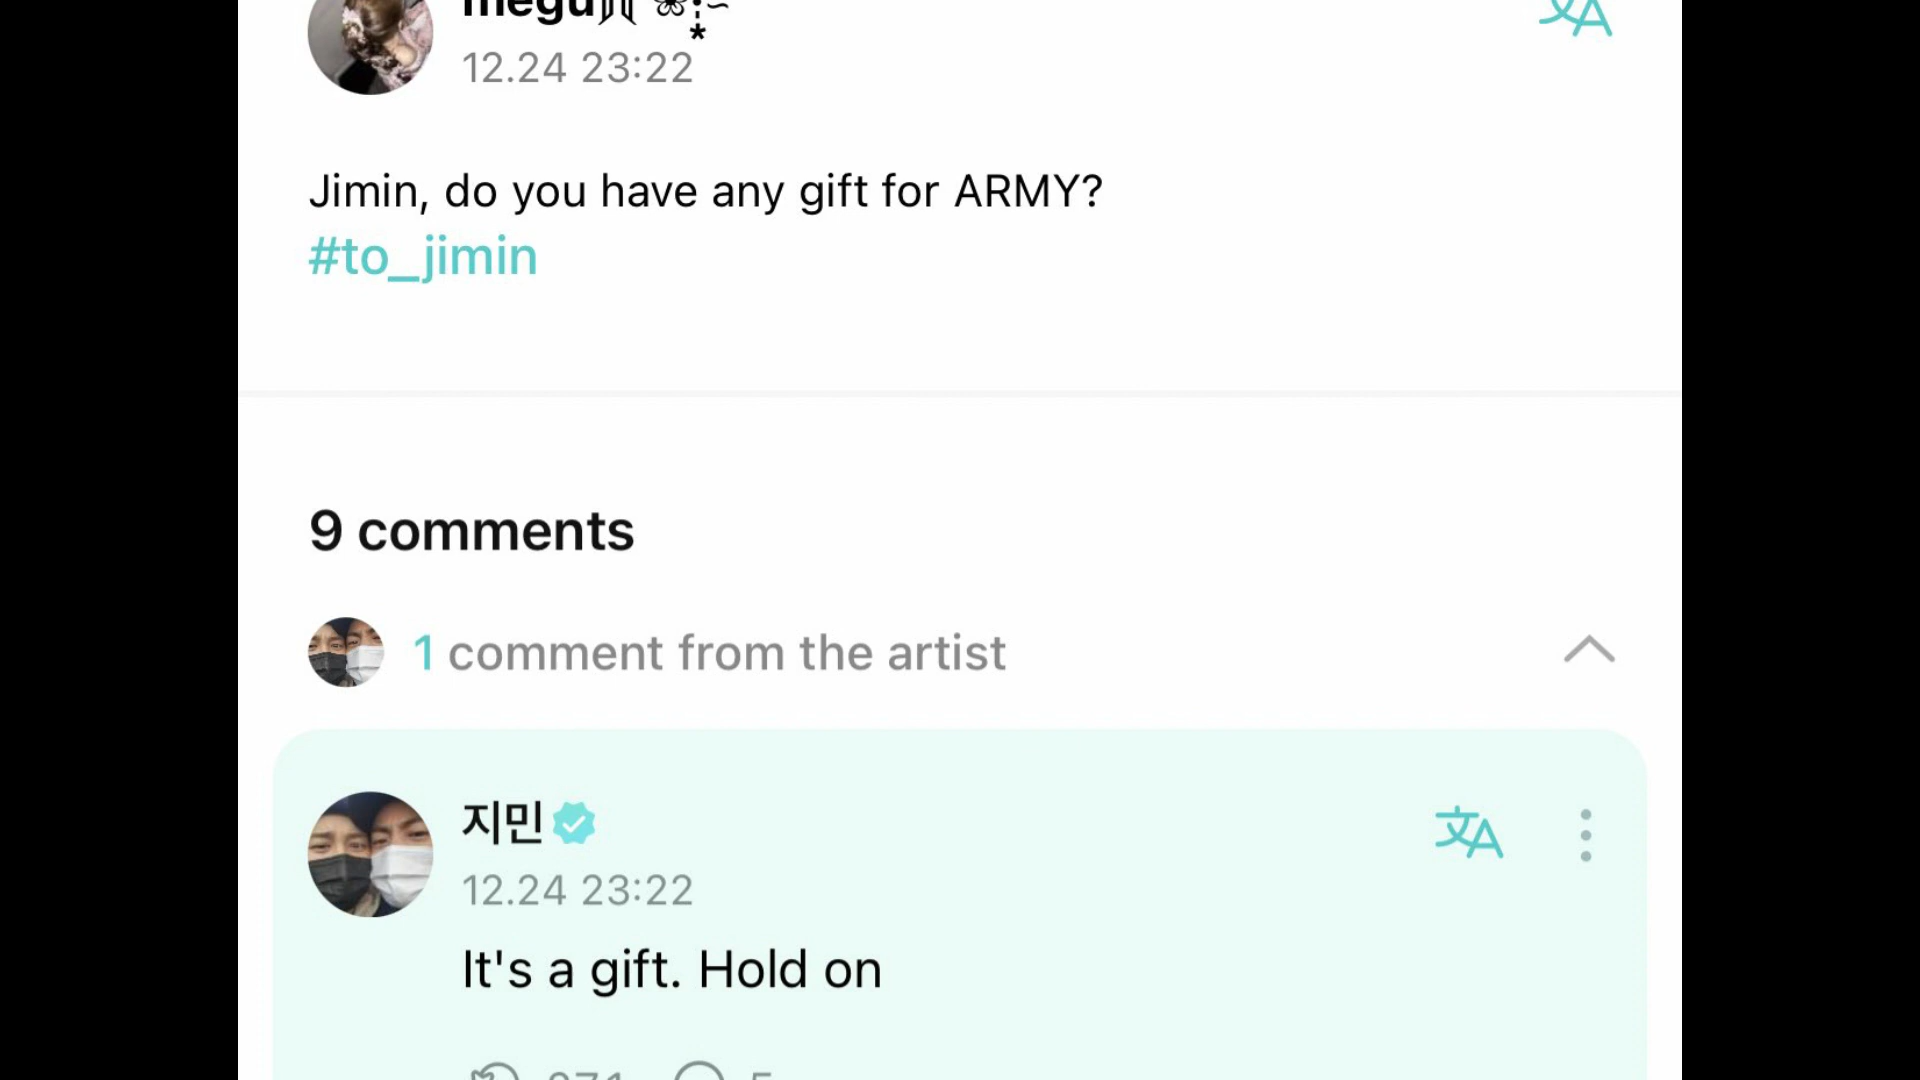 12.24 23:22
Jimin, do you have any gift for ARMY?
#to_jimin
9 comments
1 comment from the artist
지민
12.24 23:22
It's a gift. Hold on